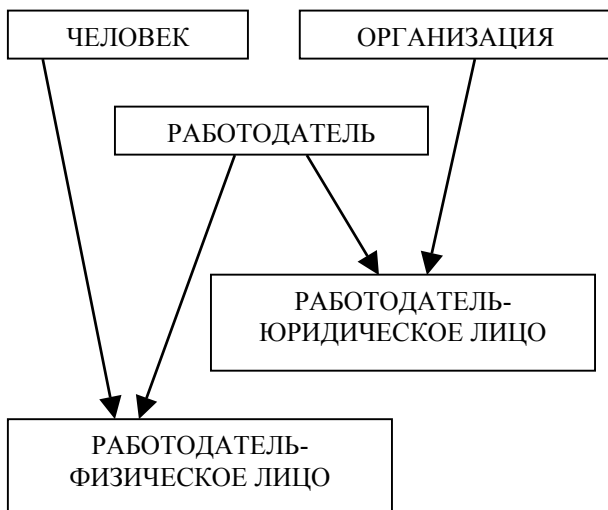 ЧЕЛОВЕК
ОРГАНИЗАЦИЯ
РАБОТОДАТЕЛЬ
РАБОТОДАТЕЛЬ-
ЮРИДИЧЕСКОЕ ЛИЦО
РАБОТОДАТЕЛЬ-
ФИЗИЧЕСКОЕ ЛИЦО